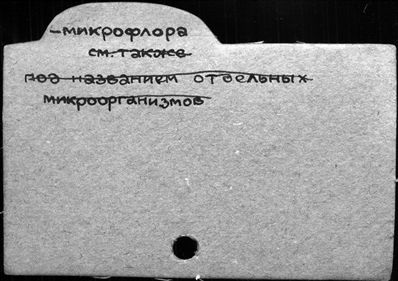 -микрофлора
см. также
под названием отдельных
микроорганизмов